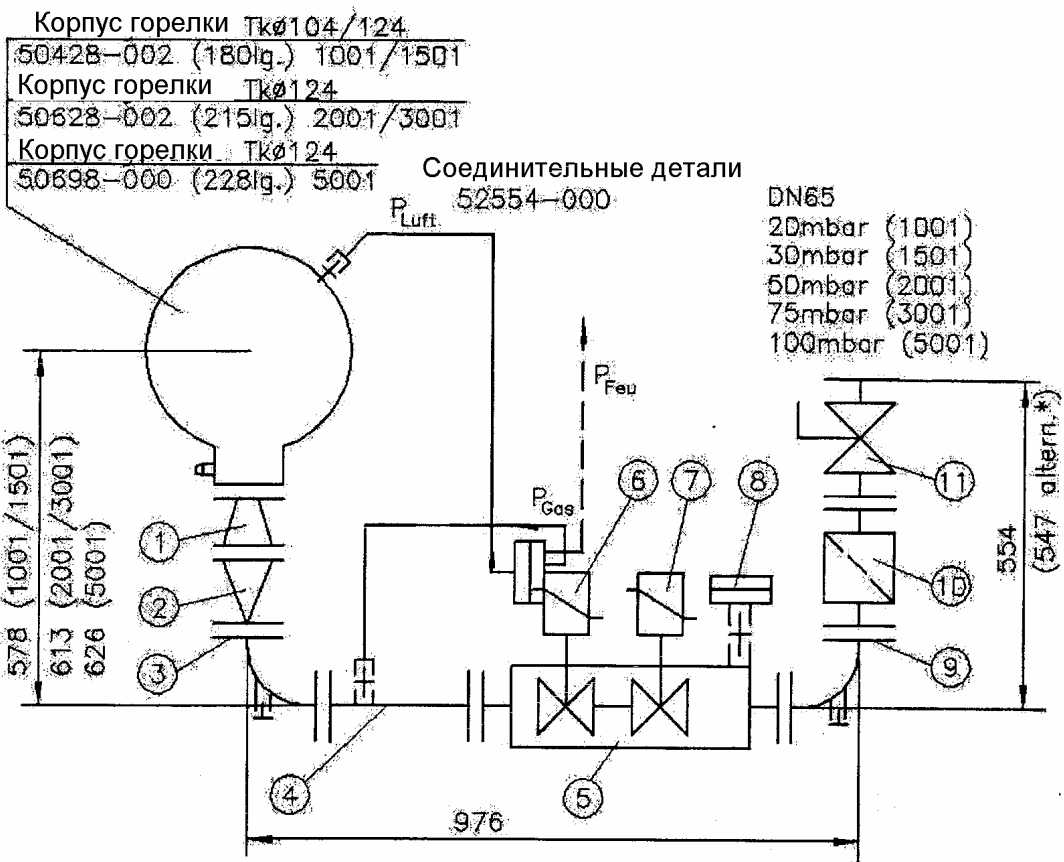 Корпус горелки Tkø104/124
50428-002 (180lg.) 1001/1501
Корпус горелки Tkø124
50628-002 (215lg.) 2001/3001
Корпус горелки Tkø124
50698-000 (228lg.) 5001
Соединительные детали
52554-000
DN65
20mbar (1001)
30mbar (1501)
50mbar (2001)
75mbar (3001)
100mbar (5001)
PLuft
PFeu
PGas
578 (1001/1501)
613 (2001/3001)
626 (5001)
554
(547 altern.*)
1
2
3
4
5
6
7
8
9
10
11
976